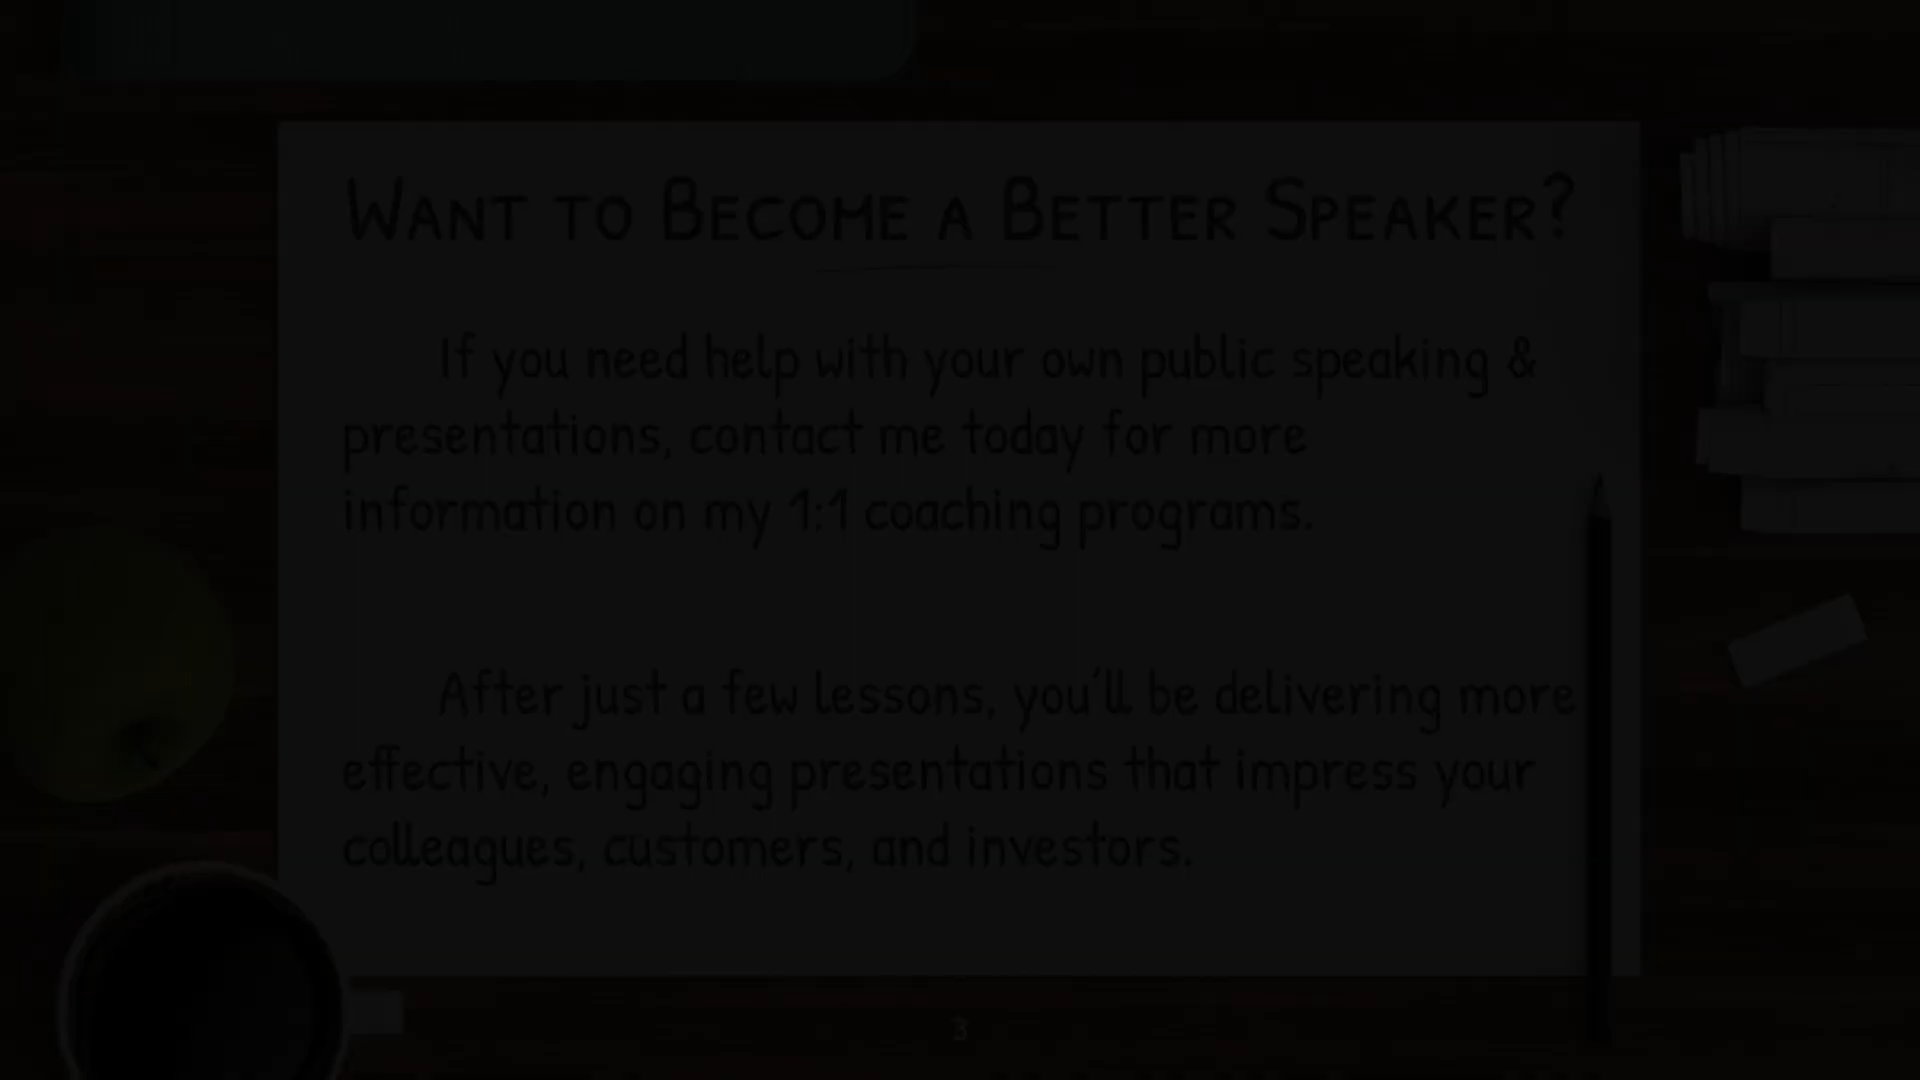 Want to Become a Better Speaker?
If you need help with your own public speaking &
presentations, contact me today for more
information on my 1:1 coaching programs.
After just a few lessons, you'll be delivering more
effective, engaging presentations that impress your
colleagues, customers, and investors.
3